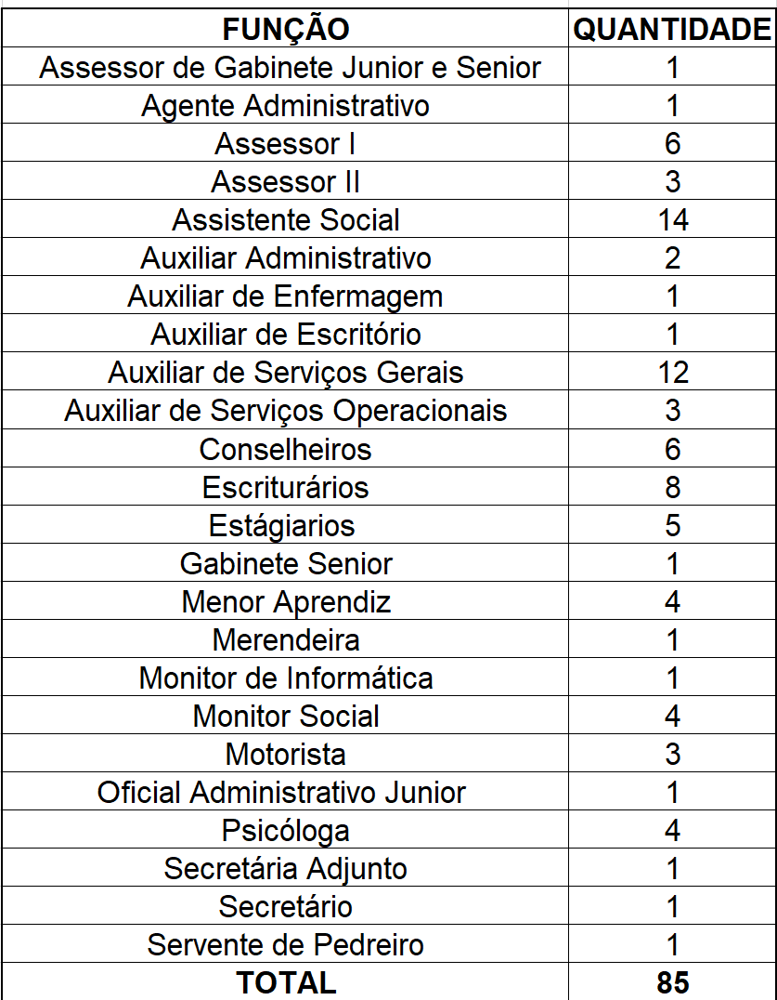 FUNÇÃO QUANTIDADE
Assessor de Gabinete Junior e Senior 1
Agente Administrativo 1
Assessor I 6
Assessor II 3
Assistente Social 14
Auxiliar Administrativo 2
Auxiliar de Enfermagem 1
Auxiliar de Escritório 1
Auxiliar de Serviços Gerais 12
Auxiliar de Serviços Operacionais 3
Conselheiros 6
Escriturários 8
Estágiarios 5
Gabinete Senior 1
Menor Aprendiz 4
Merendeira 1
Monitor de Informática 1
Monitor Social 4
Motorista 3
Oficial Administrativo Junior 1
Psicóloga 4
Secretária Adjunto 1
Secretário 1
Servente de Pedreiro 1
TOTAL 85